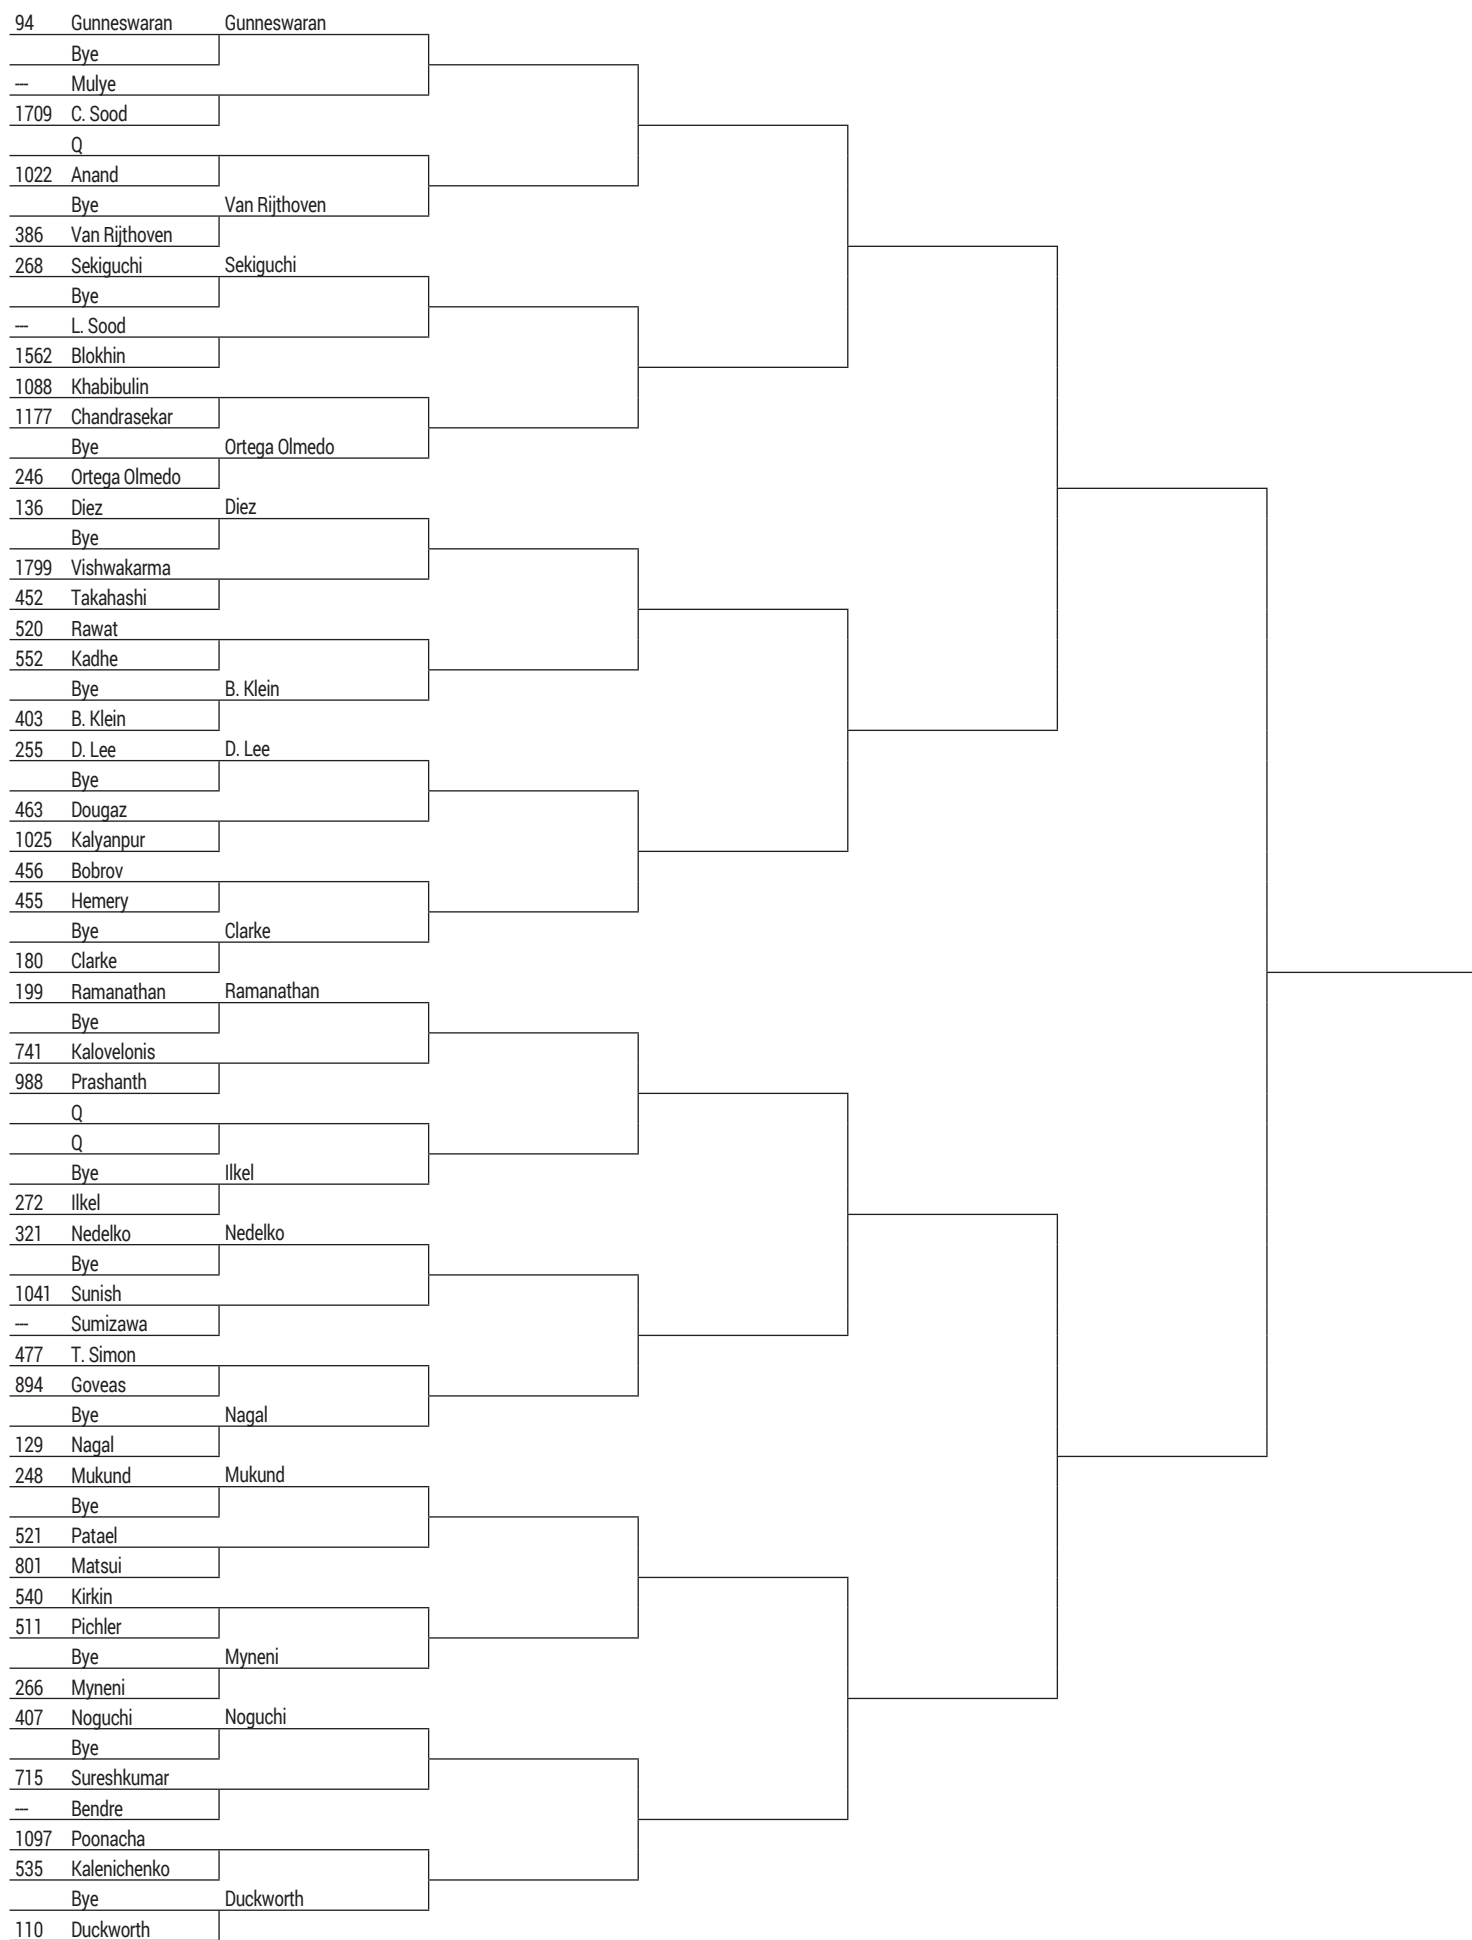 94 Gunneswaran Gunneswaran
Bye
--- Mulye
1709 C. Sood
Q
1022 Anand
Bye Van Rijthoven
386 Van Rijthoven
268 Sekiguchi Sekiguchi
Bye
--- L. Sood
1562 Blokhin
1088 Khabibulin
1177 Chandrasekar
Bye Ortega Olmedo
246 Ortega Olmedo
136 Diez Diez
Bye
1799 Vishwakarma
452 Takahashi
520 Rawat
552 Kadhe
Bye B. Klein
403 B. Klein
255 D. Lee D. Lee
Bye
463 Dougaz
1025 Kalyanpur
456 Bobrov
455 Hemery
Bye Clarke
180 Clarke
199 Ramanathan Ramanathan
Bye
741 Kalovelonis
988 Prashanth
Q
Q
Bye Ilkel
272 Ilkel
321 Nedelko Nedelko
Bye
1041 Sunish
--- Sumizawa
477 T. Simon
894 Goveas
Bye Nagal
129 Nagal
248 Mukund Mukund
Bye
521 Patael
801 Matsui
540 Kirkin
511 Pichler
Bye Myneni
266 Myneni
407 Noguchi Noguchi
Bye
715 Sureshkumar
--- Bendre
1097 Poonacha
535 Kalenichenko
Bye Duckworth
110 Duckworth